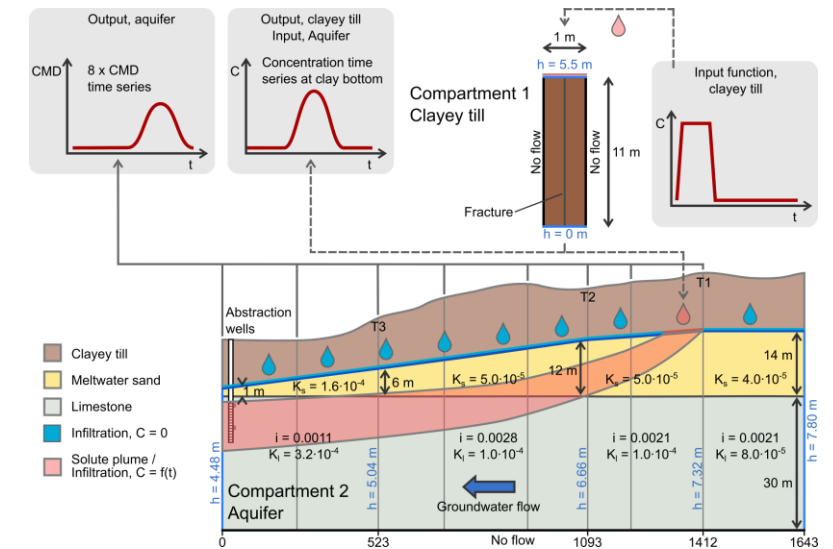 Output, aquifer
CMD
8 x CMD
time series
t
Output, clayey till
Input, Aquifer
C
Concentration time
series at clay bottom
t
1 m
h = 5.5 m
Compartment 1
Clayey till
No flow
No flow
11 m
Fracture
h = 0 m
Input function,
clayey till
C
t
Abstraction
wells
T3
T2
T1
Clayey till
Meltwater sand
Limestone
Infiltration, C = 0
Solute plume /
Infiltration, C = f(t)
1 m
Kₛ = 1.6·10⁻⁴
6 m
Kₛ = 5.0·10⁻⁵
12 m
Kₛ = 5.0·10⁻⁵
Kₛ = 4.0·10⁻⁵
14 m
i = 0.0011
Kₗ = 3.2·10⁻⁴
i = 0.0028
Kₗ = 1.0·10⁻⁴
i = 0.0021
Kₗ = 1.0·10⁻⁴
i = 0.0021
Kₗ = 8.0·10⁻⁵
h = 4.48 m
h = 5.04 m
h = 6.66 m
h = 7.32 m
h = 7.80 m
30 m
Compartment 2
Aquifer
Groundwater flow
0
523
No flow
1093
1412
1643